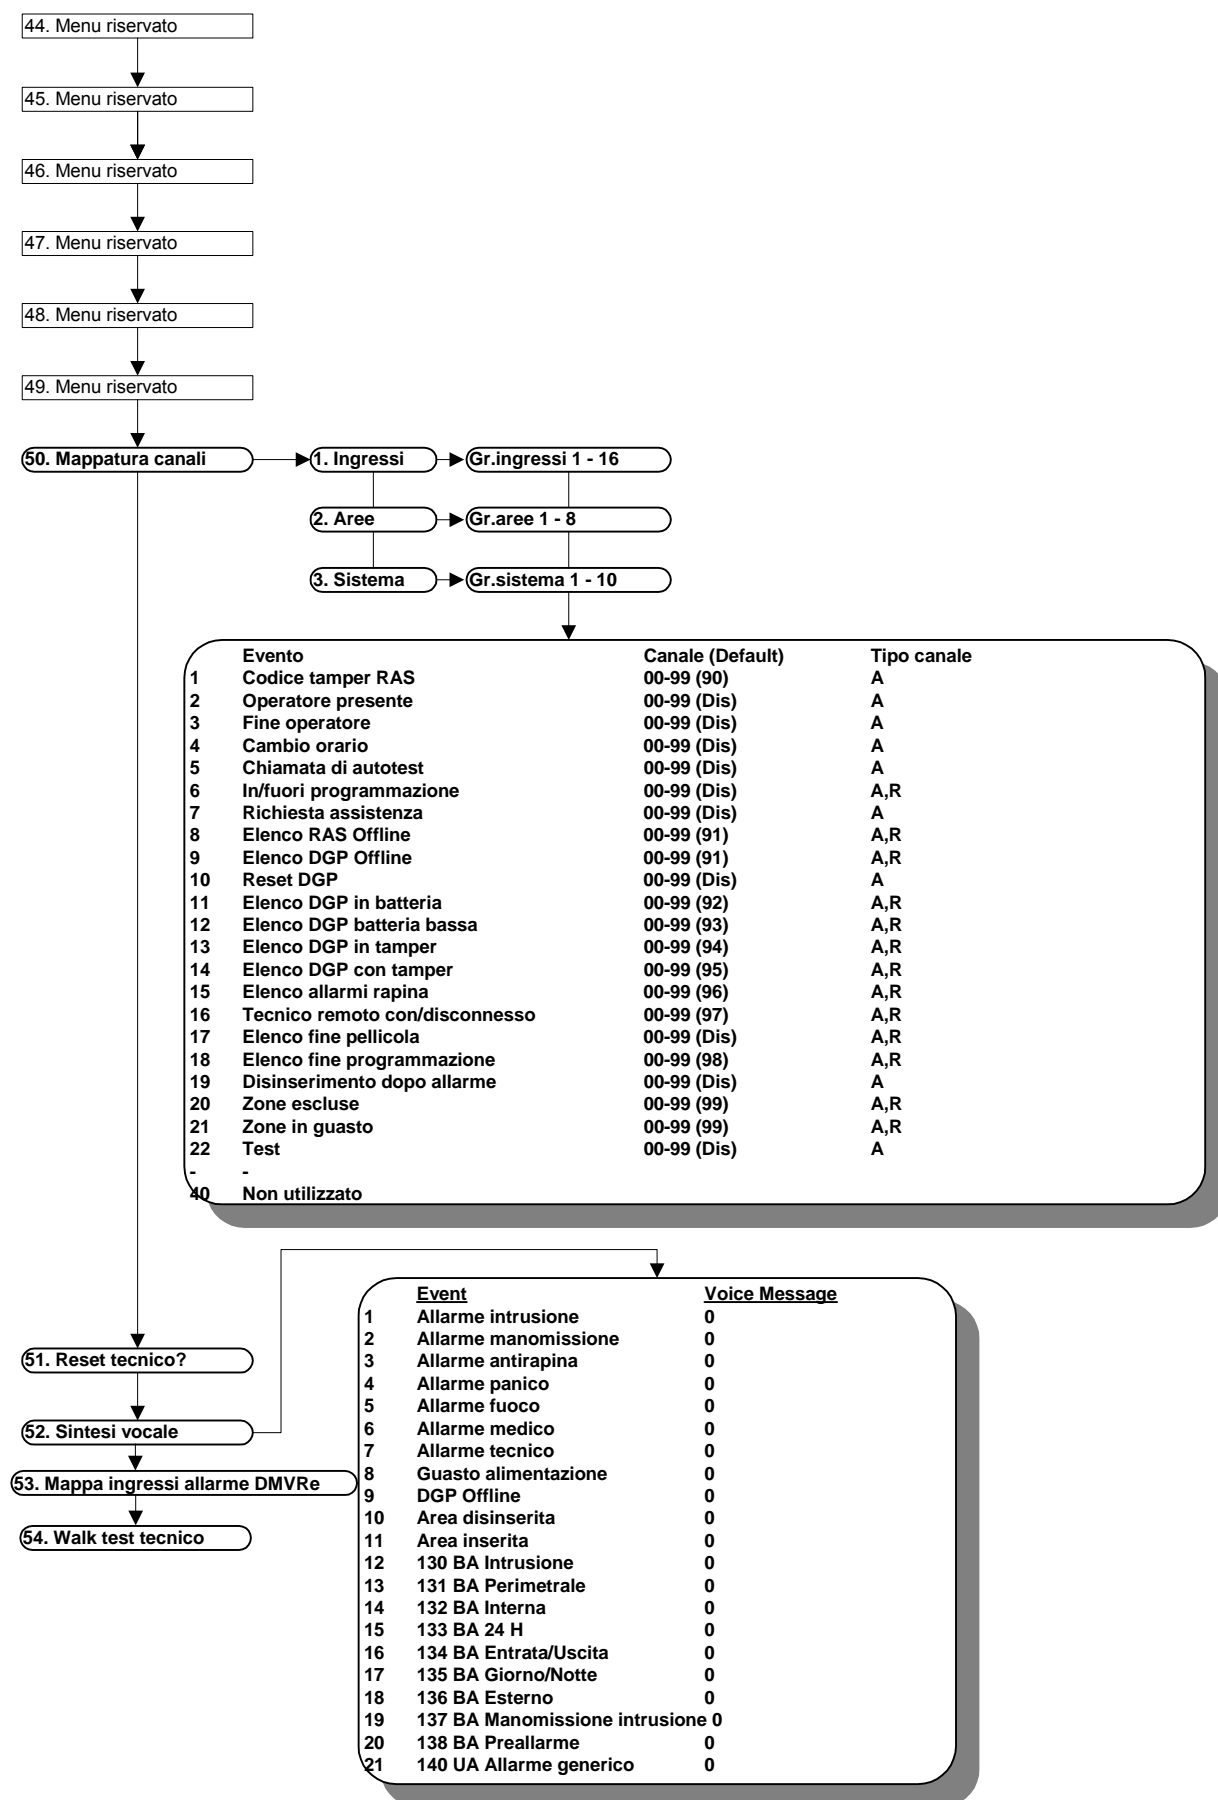 44. Menu riservato
45. Menu riservato
46. Menu riservato
47. Menu riservato
48. Menu riservato
49. Menu riservato
50. Mappatura canali 1. Ingressi Gr.ingressi 1 - 16
2. Aree Gr.aree 1 - 8
3. Sistema Gr.sistema 1 - 10
Evento Canale (Default) Tipo canale
1 Codice tamper RAS 00-99 (90) A
2 Operatore presente 00-99 (Dis) A
3 Fine operatore 00-99 (Dis) A
4 Cambio orario 00-99 (Dis) A
5 Chiamata di autotest 00-99 (Dis) A
6 In/fuori programmazione 00-99 (Dis) A,R
7 Richiesta assistenza 00-99 (Dis) A
8 Elenco RAS Offline 00-99 (91) A,R
9 Elenco DGP Offline 00-99 (91) A,R
10 Reset DGP 00-99 (Dis) A
11 Elenco DGP in batteria 00-99 (92) A,R
12 Elenco DGP batteria bassa 00-99 (93) A,R
13 Elenco DGP in tamper 00-99 (94) A,R
14 Elenco DGP con tamper 00-99 (95) A,R
15 Elenco allarmi rapina 00-99 (96) A,R
16 Tecnico remoto con/disconnesso 00-99 (97) A,R
17 Elenco fine pellicola 00-99 (Dis) A,R
18 Elenco fine programmazione 00-99 (98) A,R
19 Disinserimento dopo allarme 00-99 (Dis) A
20 Zone escluse 00-99 (99) A,R
21 Zone in guasto 00-99 (99) A,R
22 Test 00-99 (Dis) A
- -
40 Non utilizzato
51. Reset tecnico?
52. Sintesi vocale
53. Mappa ingressi allarme DMVRe
54. Walk test tecnico
Event Voice Message
1 Allarme intrusione 0
2 Allarme manomissione 0
3 Allarme antirapina 0
4 Allarme panico 0
5 Allarme fuoco 0
6 Allarme medico 0
7 Allarme tecnico 0
8 Guasto alimentazione 0
9 DGP Offline 0
10 Area disinserita 0
11 Area inserita 0
12 130 BA Intrusione 0
13 131 BA Perimetrale 0
14 132 BA Interna 0
15 133 BA 24 H 0
16 134 BA Entrata/Uscita 0
17 135 BA Giorno/Notte 0
18 136 BA Esterno 0
19 137 BA Manomissione intrusione 0
20 138 BA Preallarme 0
21 140 UA Allarme generico 0